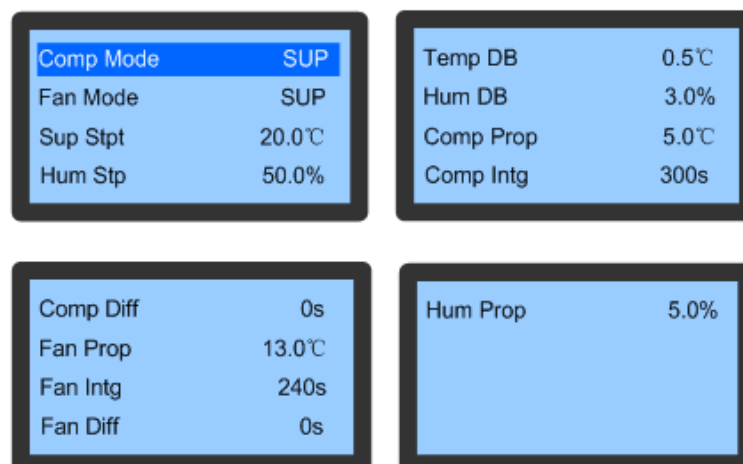 Comp Mode SUP
Fan Mode SUP
Sup Stpt 20.0℃
Hum Stp 50.0%
Temp DB 0.5℃
Hum DB 3.0%
Comp Prop 5.0℃
Comp Intg 300s
Comp Diff 0s
Fan Prop 13.0℃
Fan Intg 240s
Fan Diff 0s
Hum Prop 5.0%